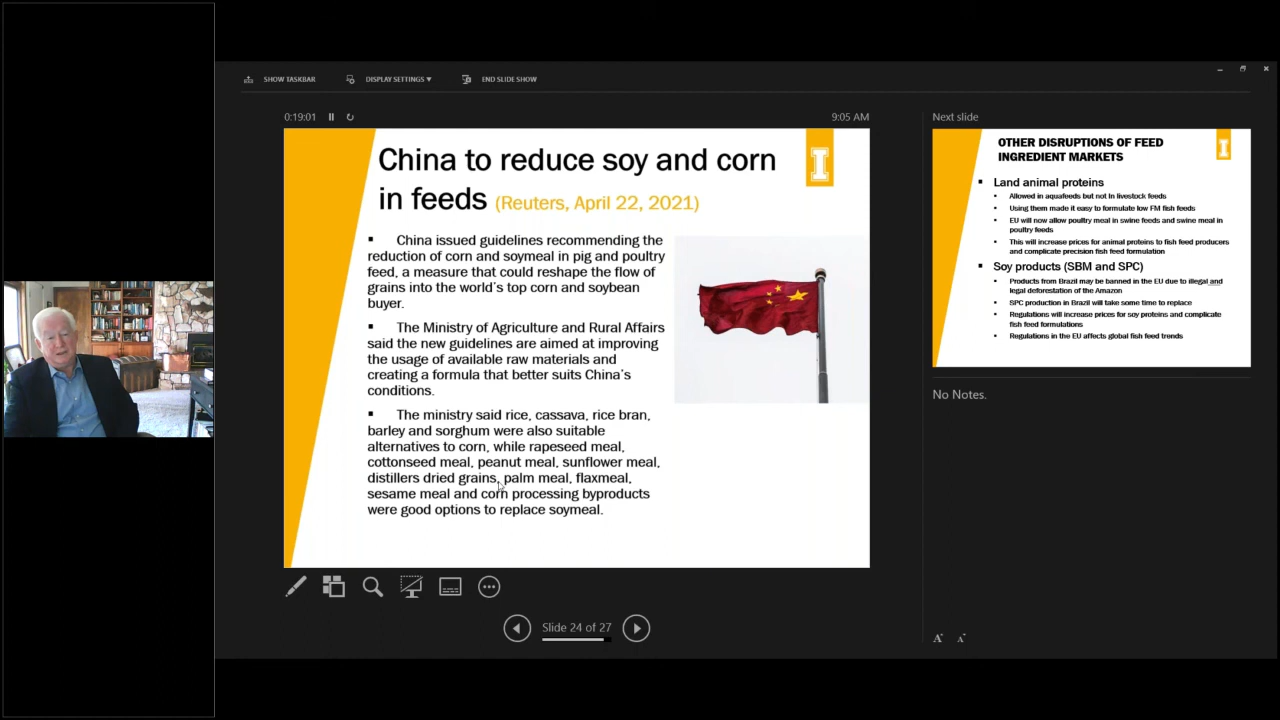 SHOW TASKBAR DISPLAY SETTINGS ▾ END SLIDE SHOW
0:19:01 9:05 AM
China to reduce soy and corn
in feeds (Reuters, April 22, 2021)
▪ China issued guidelines recommending the
reduction of corn and soymeal in pig and poultry
feed, a measure that could reshape the flow of
grains into the world's top corn and soybean
buyer.
▪ The Ministry of Agriculture and Rural Affairs
said the new guidelines are aimed at improving
the usage of available raw materials and
creating a formula that better suits China's
conditions.
▪ The ministry said rice, cassava, rice bran,
barley and sorghum were also suitable
alternatives to corn, while rapeseed meal,
cottonseed meal, peanut meal, sunflower meal,
distillers dried grains, palm meal, flaxmeal,
sesame meal and corn processing byproducts
were good options to replace soymeal.
I
Slide 24 of 27
Next slide
OTHER DISRUPTIONS OF FEED
INGREDIENT MARKETS
I
▪ Land animal proteins
▪ Allowed in aquafeeds but not In livestock feeds
▪ Using them made it easy to formulate low FM fish feeds
▪ EU will now allow poultry meal in swine feeds and swine meal in
poultry feeds
▪ This will increase prices for animal proteins to fish feed producers
and complicate precision fish feed formulation
▪ Soy products (SBM and SPC)
▪ Products from Brazil may be banned in the EU due to illegal and
legal deforestation of the Amazon
▪ SPC production in Brazil will take some time to replace
▪ Regulations will increase prices for soy proteins and complicate
fish feed formulations
▪ Regulations in the EU affects global fish feed trends
No Notes.
A A